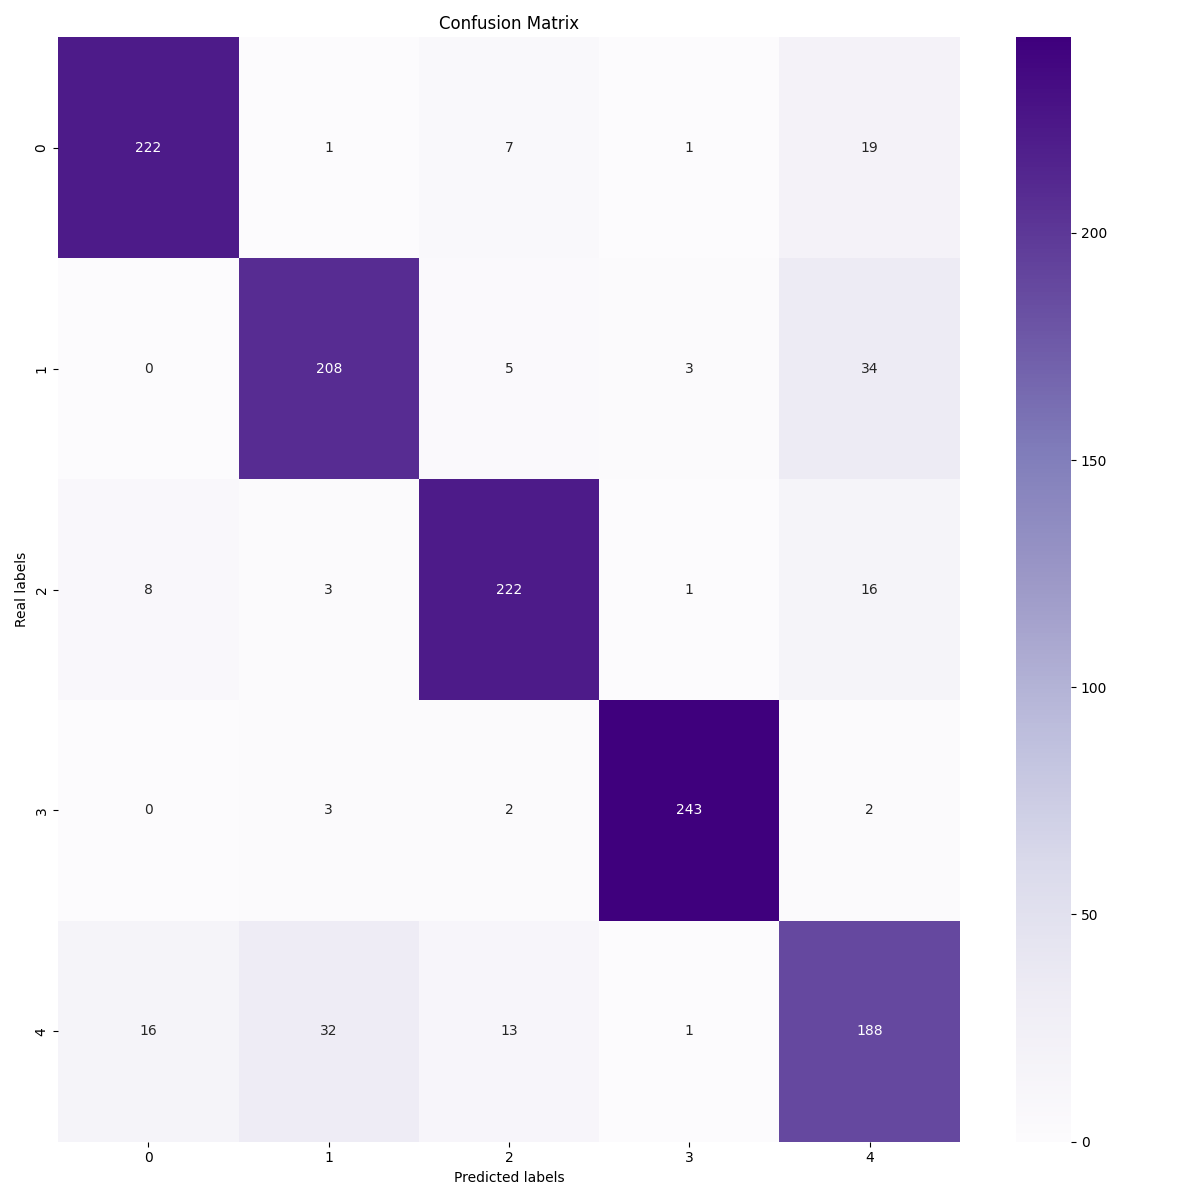 Confusion Matrix
0 222 1 7 1 19
1 0 208 5 3 34
2 8 3 222 1 16
3 0 3 2 243 2
4 16 32 13 1 188
0 1 2 3 4
Predicted labels
Real labels
200
150
100
50
0